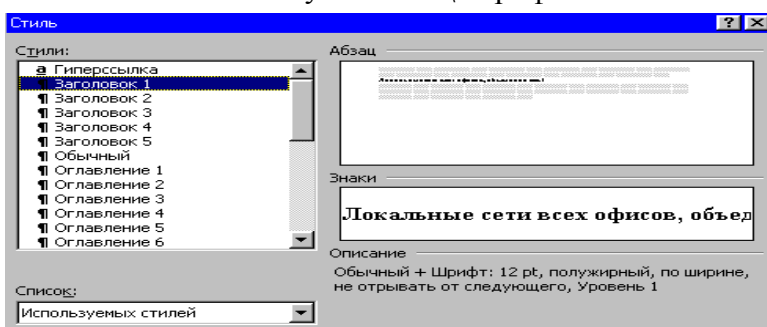 Стиль
Стили:
a Гиперссылка
¶ Заголовок 1
¶ Заголовок 2
¶ Заголовок 3
¶ Заголовок 4
¶ Заголовок 5
¶ Обычный
¶ Оглавление 1
¶ Оглавление 2
¶ Оглавление 3
¶ Оглавление 4
¶ Оглавление 5
¶ Оглавление 6
Список:
Используемых стилей
Абзац
Знаки
Локальные сети всех офисов, объед
Описание
Обычный + Шрифт: 12 pt, полужирный, по ширине,
не отрывать от следующего, Уровень 1